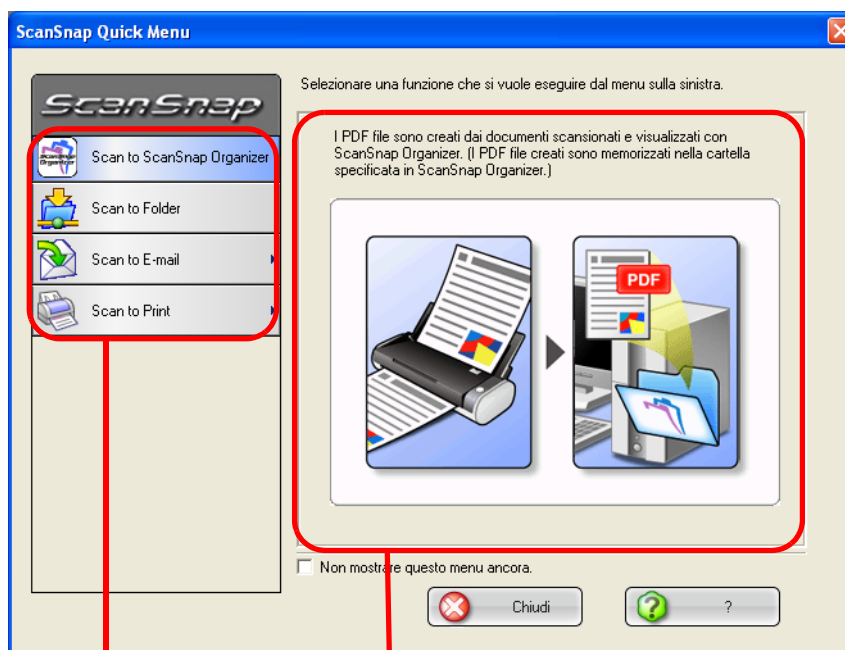 ScanSnap Quick Menu
ScanSnap
Scan to ScanSnap Organizer
Scan to Folder
Scan to E-mail
Scan to Print
Selezionare una funzione che si vuole eseguire dal menu sulla sinistra.
I PDF file sono creati dai documenti scansionati e visualizzati con
ScanSnap Organizer. (I PDF file creati sono memorizzati nella cartella
specificata in ScanSnap Organizer.)
PDF
Non mostrare questo menu ancora.
Chiudi
?